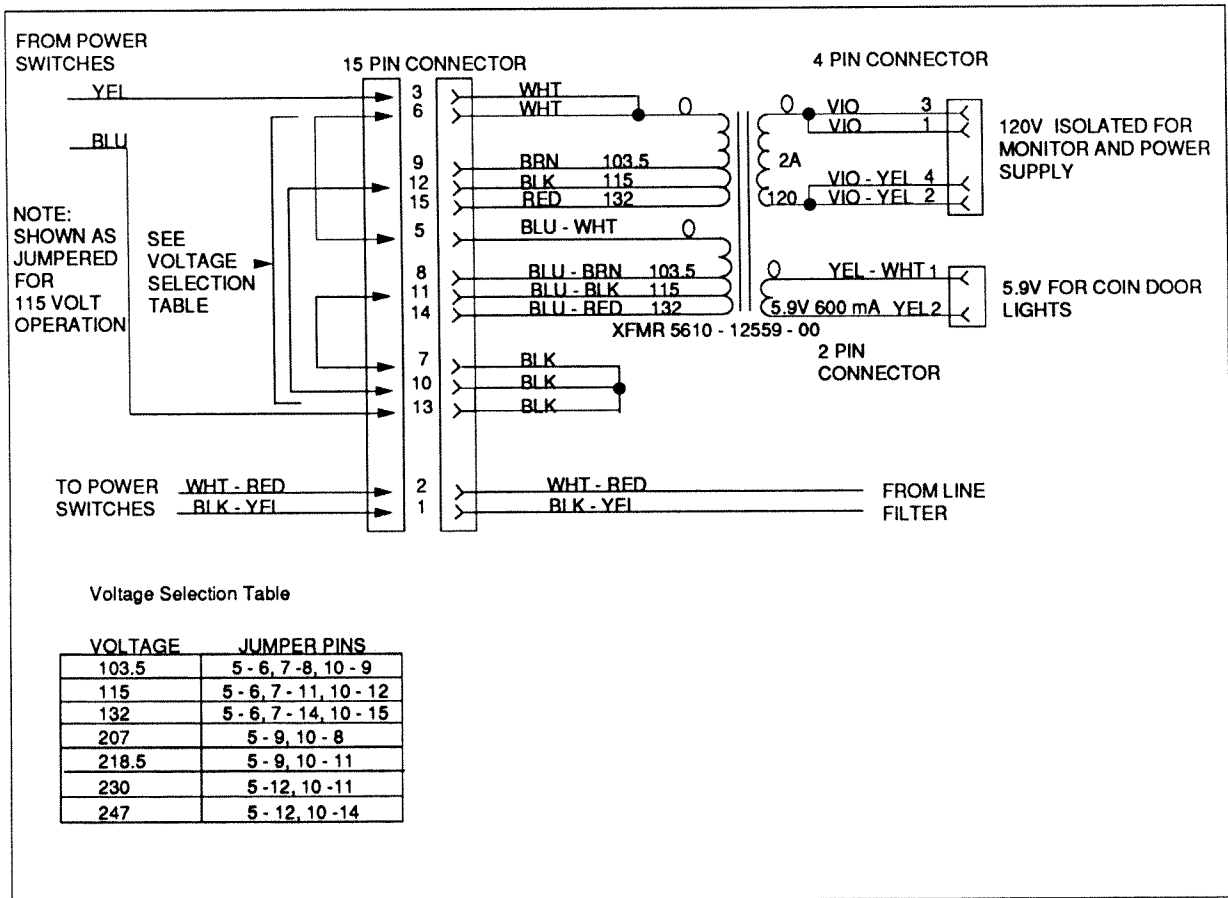 FROM POWER
SWITCHES
15 PIN CONNECTOR
4 PIN CONNECTOR
YEL
BLU
3
6
9
12
15
5
8
11
14
7
10
13
2
1
WHT
WHT
0
BRN 103.5
BLK 115
RED 132
BLU - WHT 0
BLU - BRN 103.5
BLU - BLK 115
BLU - RED 132
XFMR 5610 - 12559 - 00
BLK
BLK
BLK
0 VIO 3
VIO 1
2A
VIO - YEL 4
120 VIO - YEL 2
120V ISOLATED FOR
MONITOR AND POWER
SUPPLY
0 YEL - WHT 1
5.9V 600 mA YEL 2
5.9V FOR COIN DOOR
LIGHTS
2 PIN
CONNECTOR
NOTE:
SHOWN AS
JUMPERED
FOR
115 VOLT
OPERATION
SEE
VOLTAGE
SELECTION
TABLE
TO POWER
SWITCHES
WHT - RED
BLK - YEL
WHT - RED
BLK - YEL
FROM LINE
FILTER
Voltage Selection Table
VOLTAGE JUMPER PINS
103.5 5 - 6, 7 -8, 10 - 9
115 5 - 6, 7 - 11, 10 - 12
132 5 - 6, 7 - 14, 10 - 15
207 5 - 9, 10 - 8
218.5 5 - 9, 10 - 11
230 5 -12, 10 -11
247 5 - 12, 10 -14